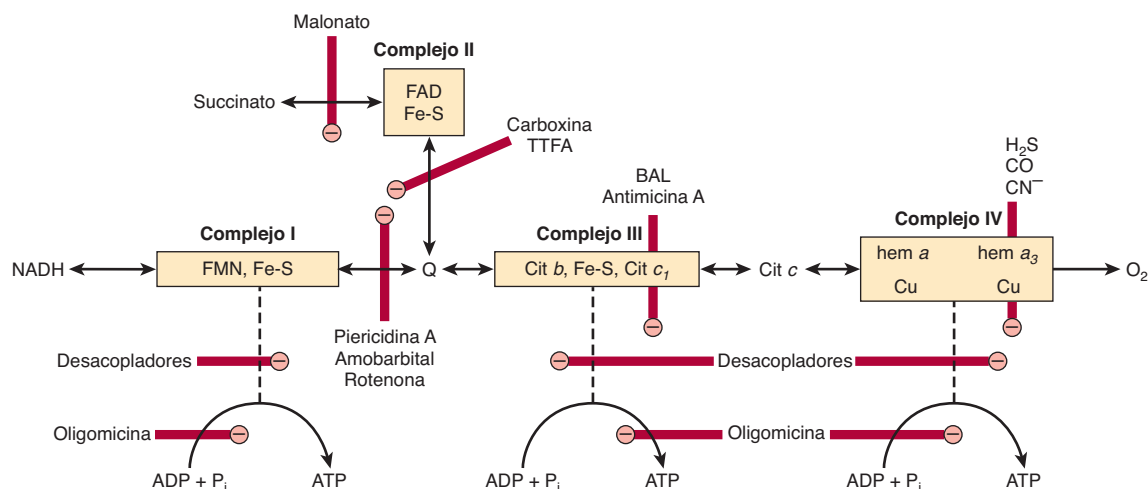 Malonato
Complejo II
Succinato
FAD
Fe-S
Carboxina
TTFA
BAL
Antimicina A
H₂S
CO
CN⁻
Complejo I
Complejo III
Complejo IV
NADH
FMN, Fe-S
Q
Cit b, Fe-S, Cit c₁
Cit c
hem a hem a₃
Cu Cu
O₂
Piericidina A
Amobarbital
Rotenona
Desacopladores
Desacopladores
Oligomicina
Oligomicina
ADP + Pᵢ ATP
ADP + Pᵢ ATP
ADP + Pᵢ ATP